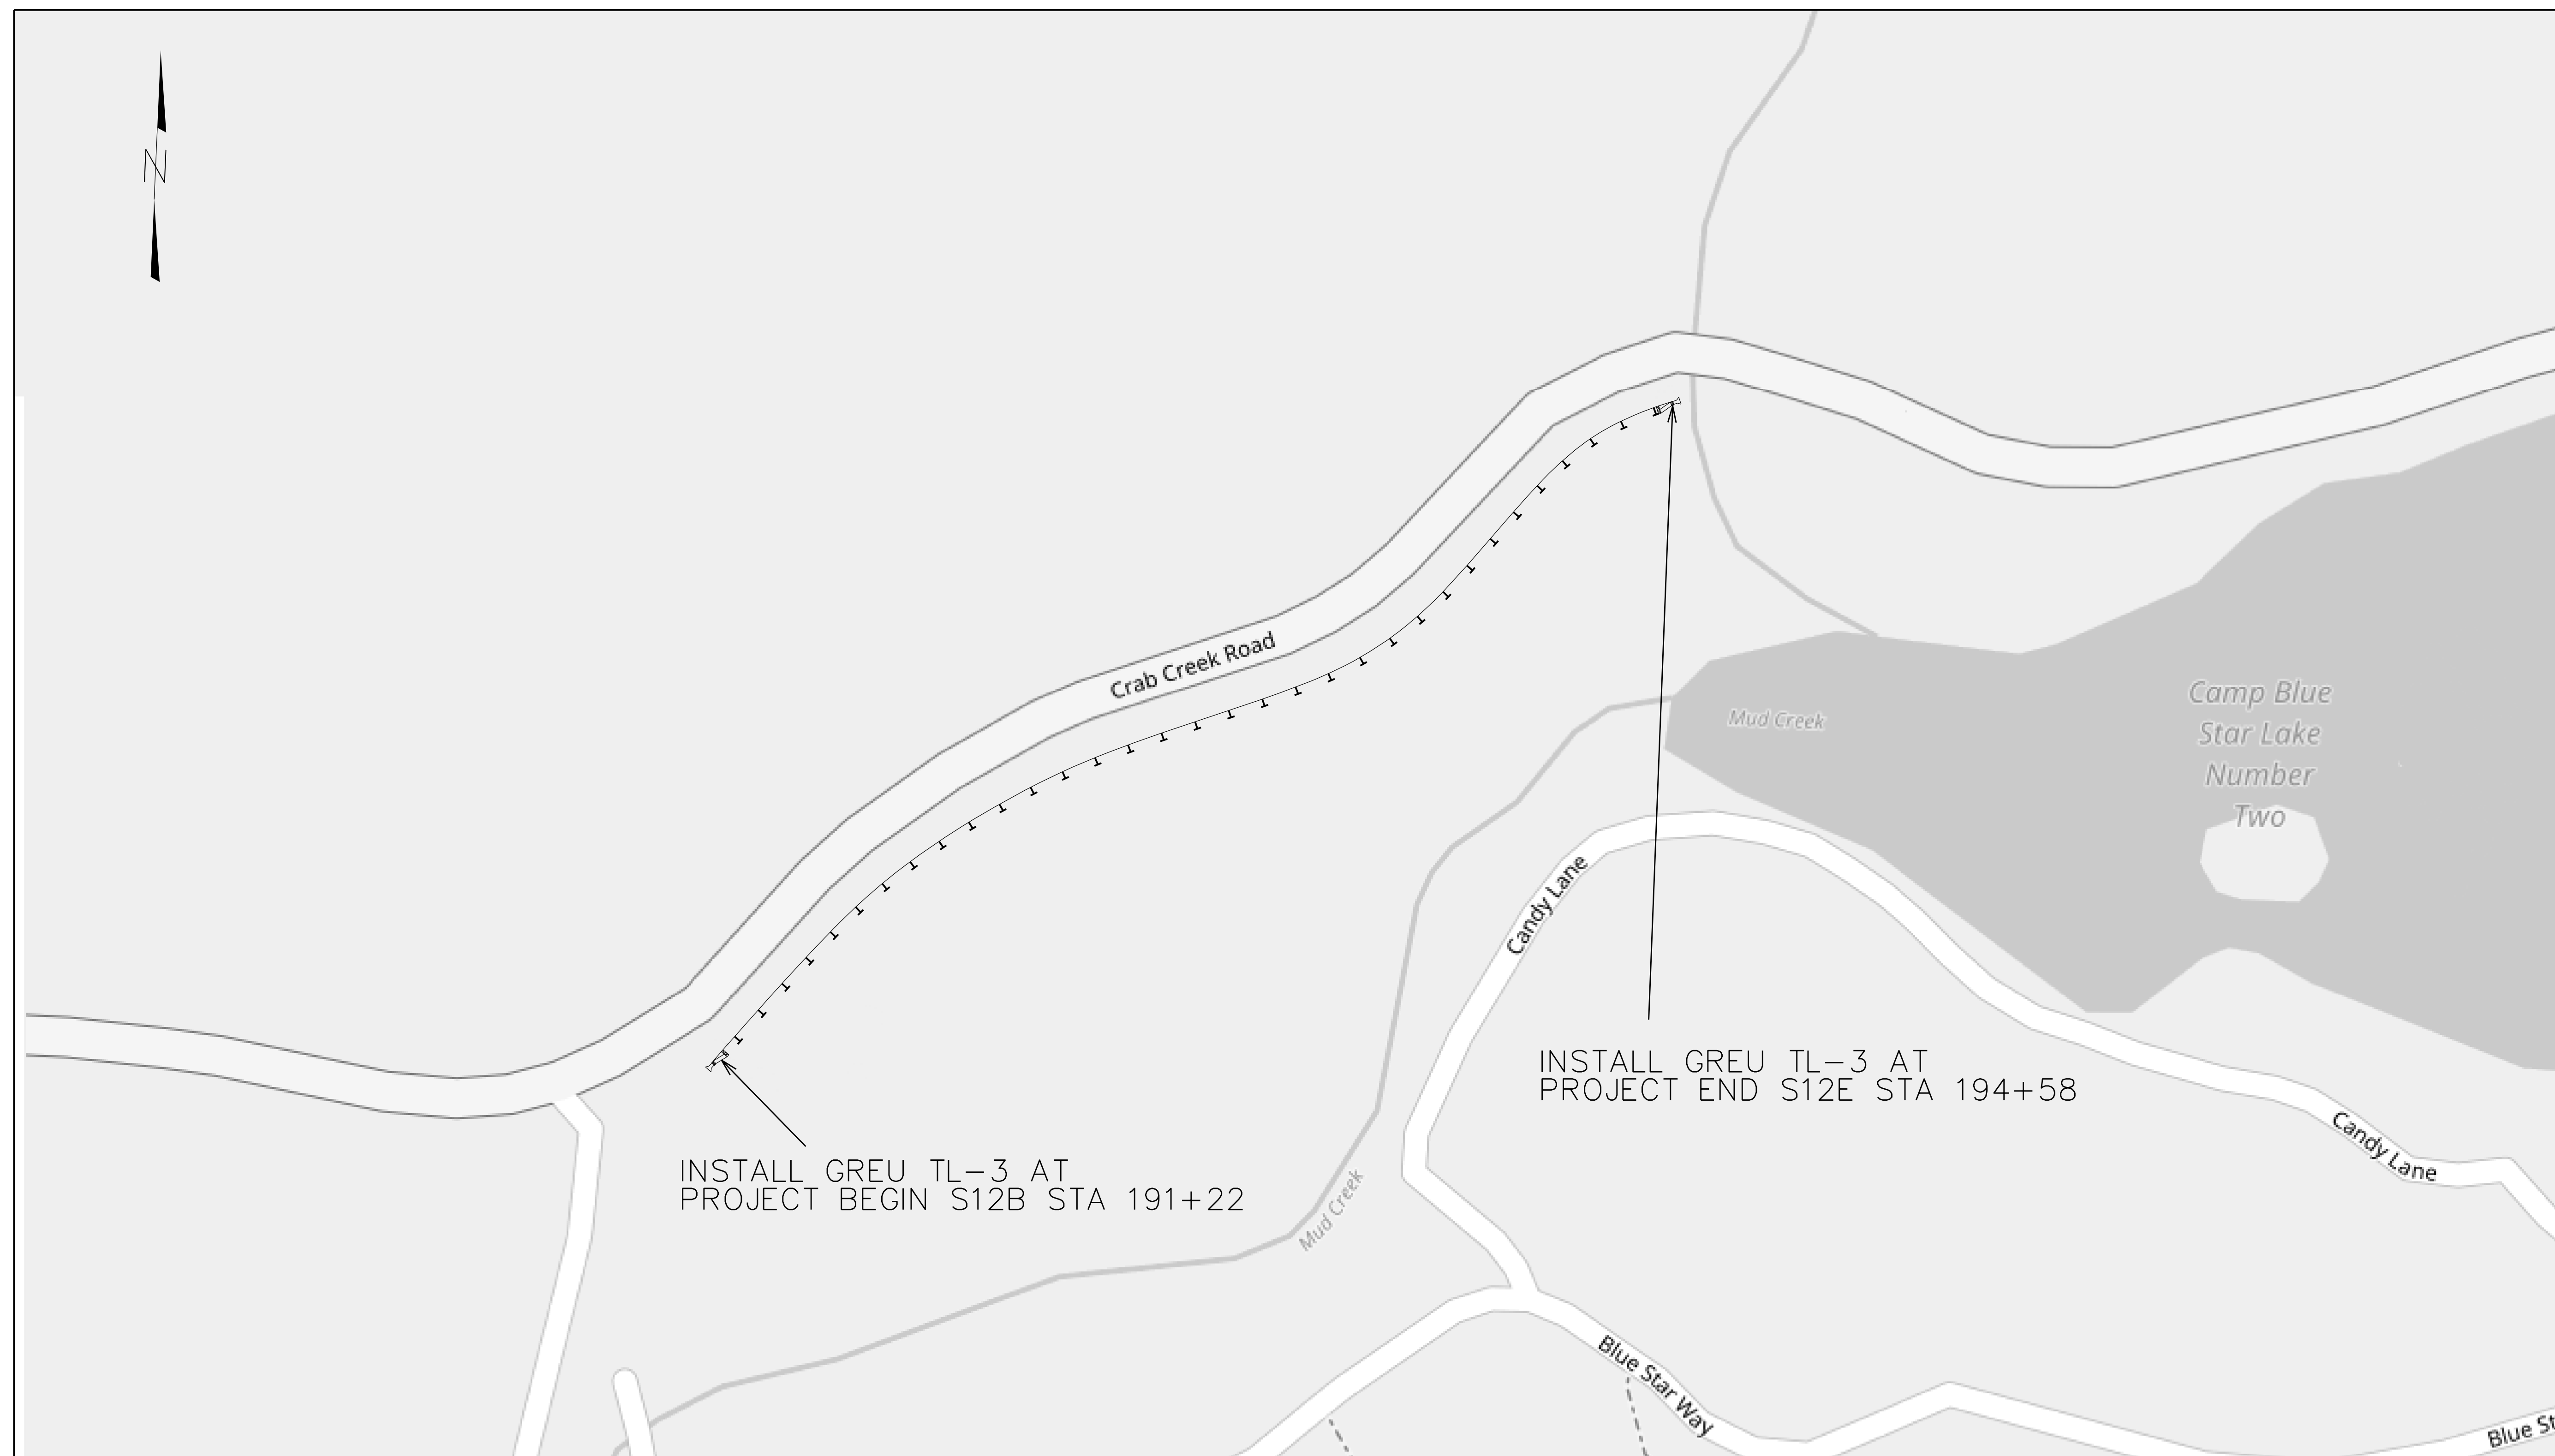 N
Crab Creek Road
Camp Blue
Star Lake
Number
Two
Mud Creek
Candy Lane
INSTALL GREU TL-3 AT
PROJECT END S12E STA 194+58
Candy Lane
INSTALL GREU TL-3 AT
PROJECT BEGIN S12B STA 191+22
Mud Creek
Blue Star Way
Blue St